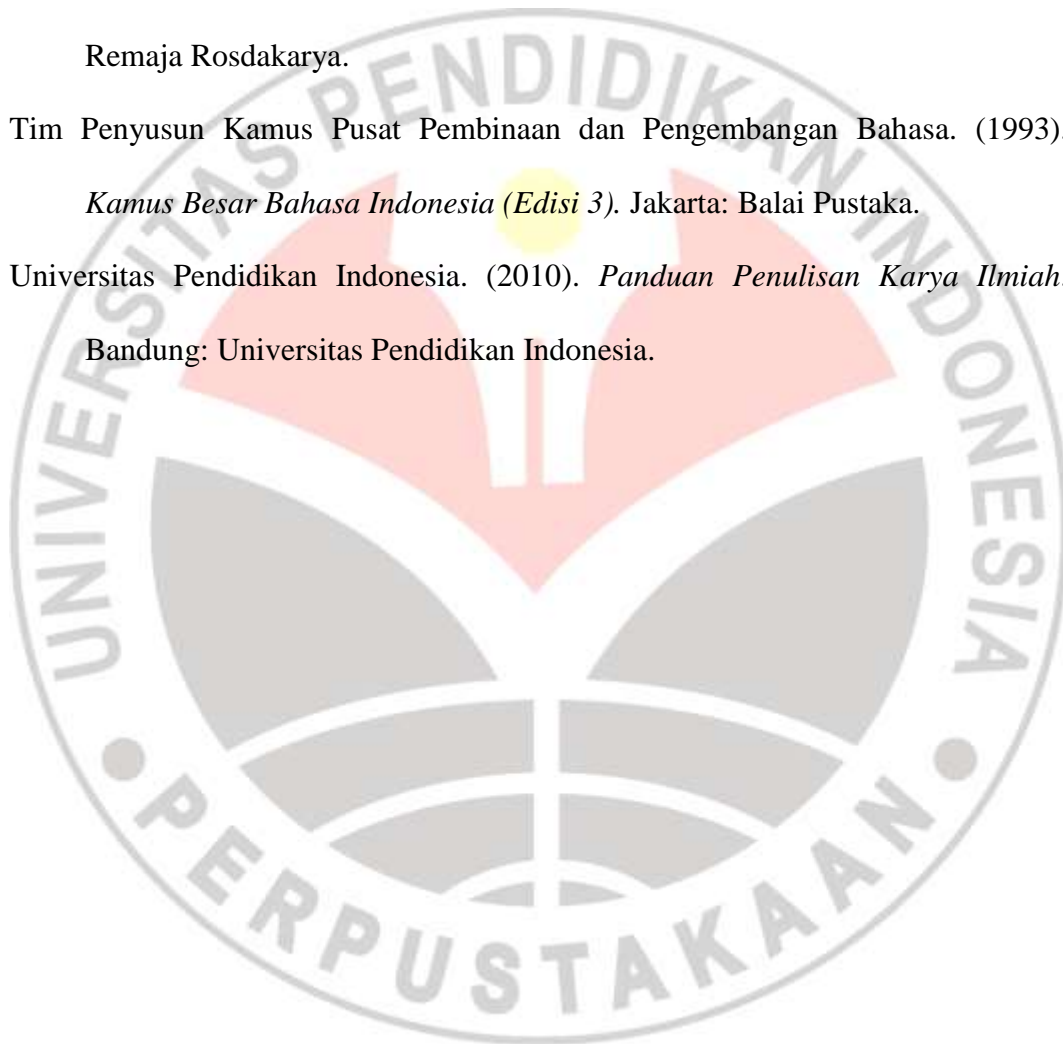 Remaja Rosdakarya.
Tim Penyusun Kamus Pusat Pembinaan dan Pengembangan Bahasa. (1993).
Kamus Besar Bahasa Indonesia (Edisi 3). Jakarta: Balai Pustaka.
Universitas Pendidikan Indonesia. (2010). Panduan Penulisan Karya Ilmiah.
Bandung: Universitas Pendidikan Indonesia.
UNIVERSITAS PENDIDIKAN INDONESIA
PERPUSTAKAAN